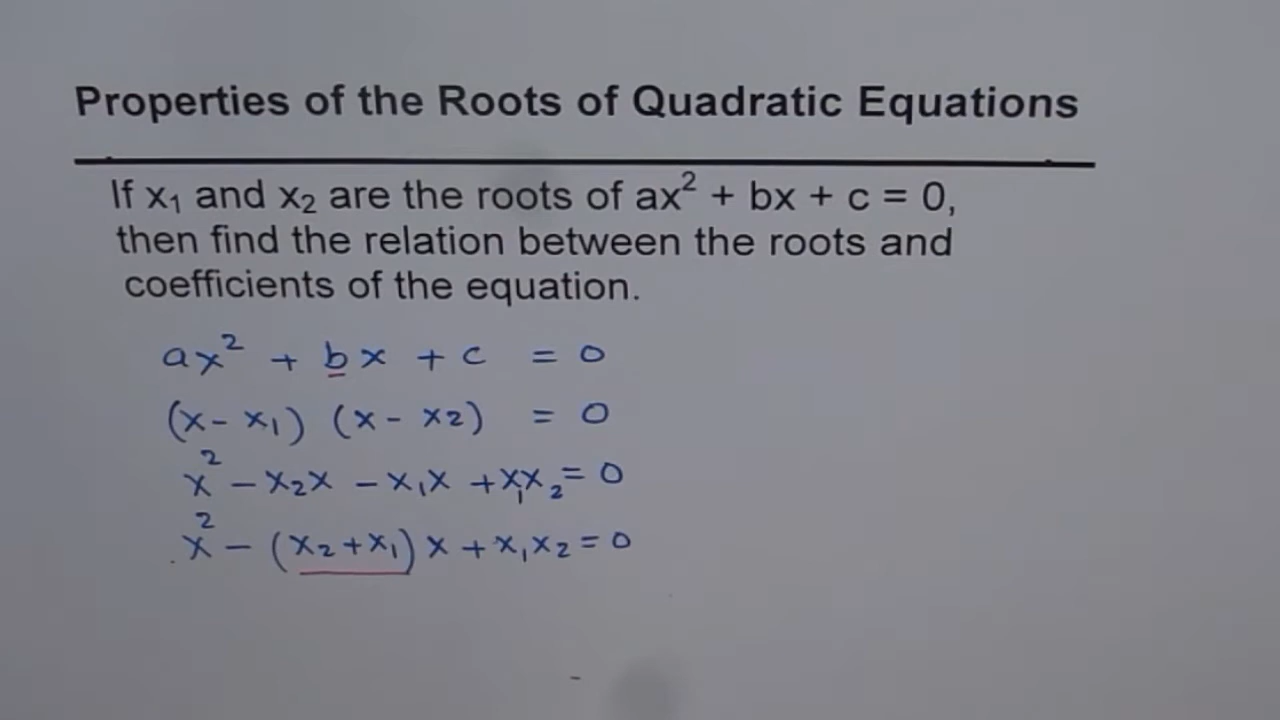 Properties of the Roots of Quadratic Equations
If x₁ and x₂ are the roots of ax² + bx + c = 0,
then find the relation between the roots and
coefficients of the equation.
ax² + bx + c = 0
(x - x₁) (x - x₂) = 0
x² - x₂x - x₁x + x₁x₂ = 0
x² - (x₂ + x₁) x + x₁x₂ = 0